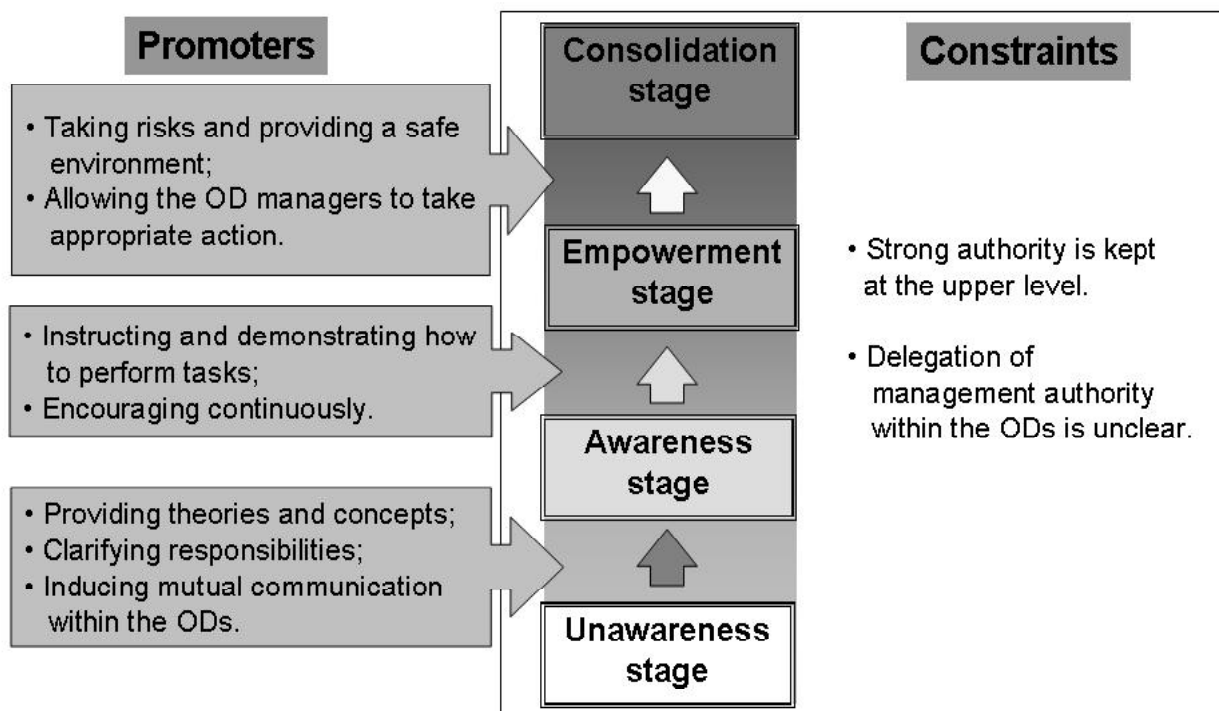 Promoters
• Taking risks and providing a safe
environment;
• Allowing the OD managers to take
appropriate action.
• Instructing and demonstrating how
to perform tasks;
• Encouraging continuously.
• Providing theories and concepts;
• Clarifying responsibilities;
• Inducing mutual communication
within the ODs.
Consolidation
stage
Empowerment
stage
Awareness
stage
Unawareness
stage
Constraints
• Strong authority is kept
at the upper level.
• Delegation of
management authority
within the ODs is unclear.